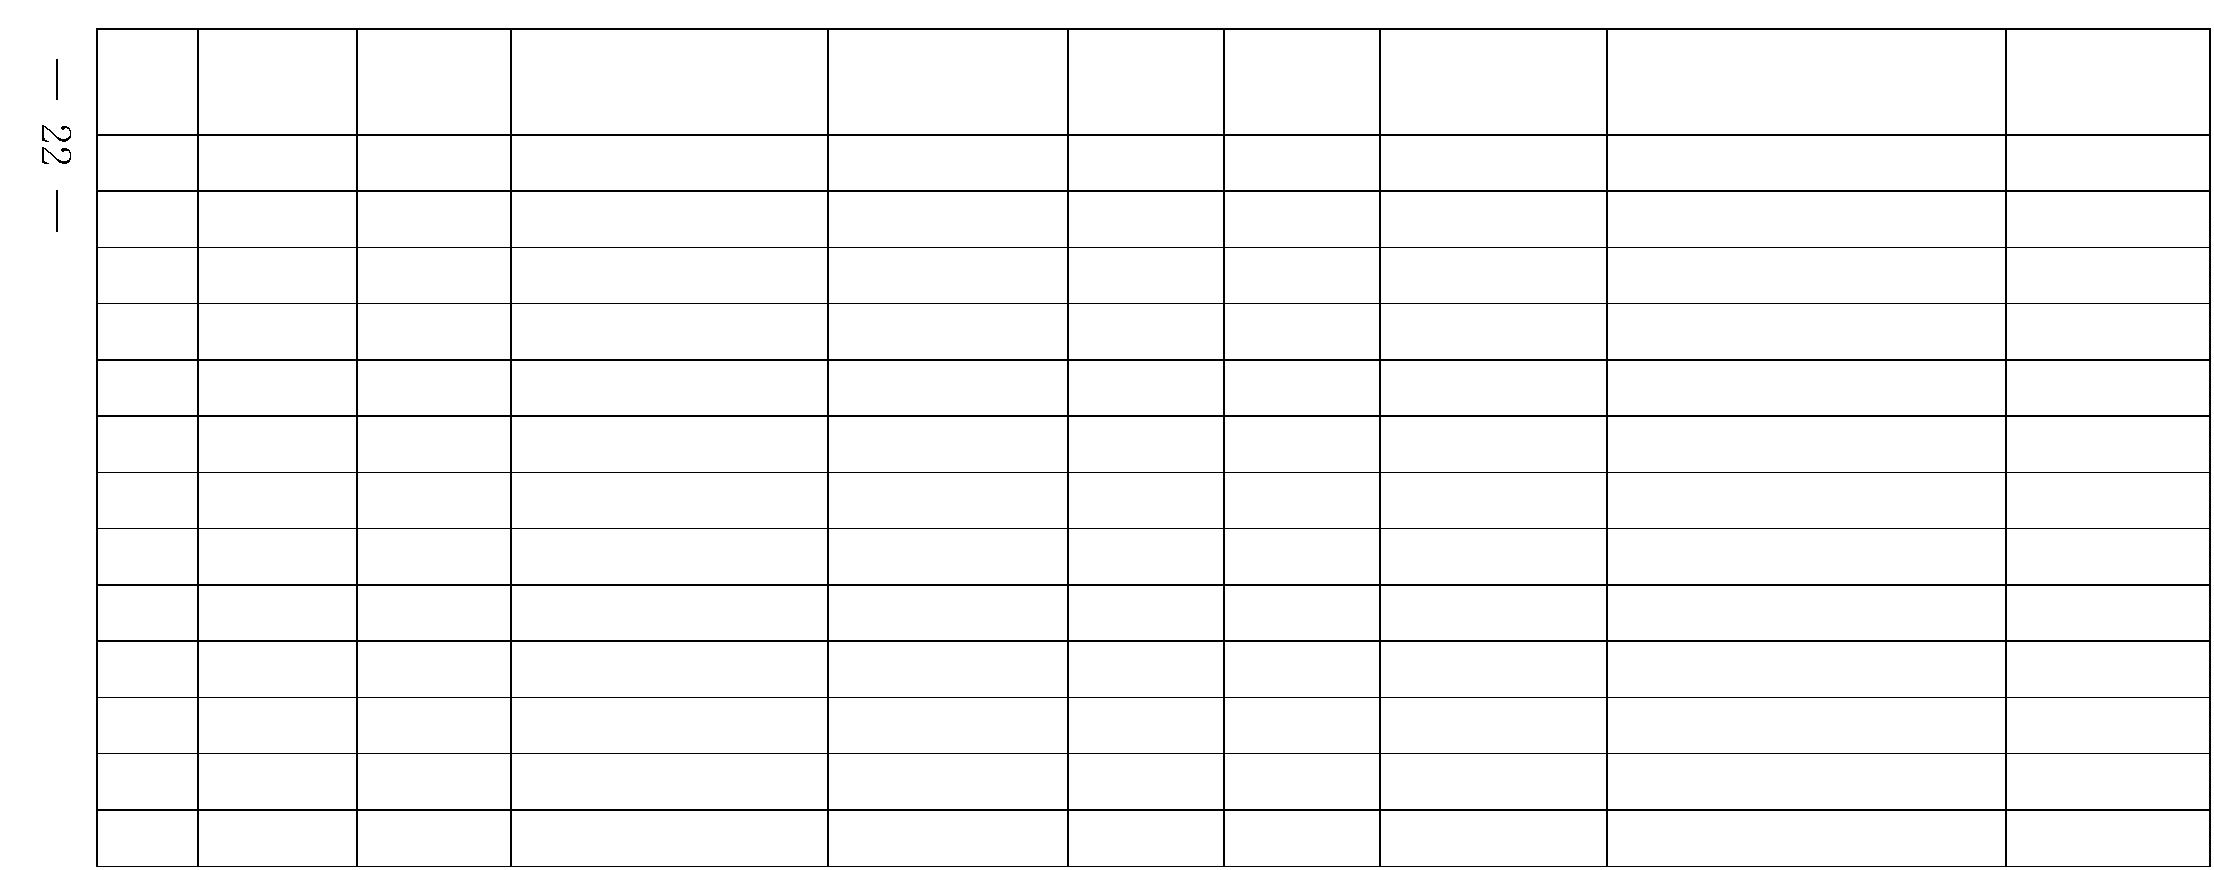 — 22 —